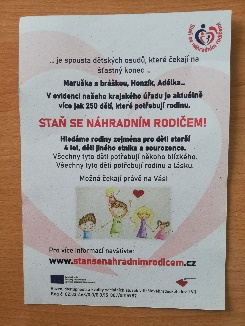 ... je spousta dětských osudů, které čekají na
šťastný konec ...
Maruška a bráškou, Honzík, Adélka...
V evidenci našeho krajského úřadu je aktuálně
více jak 250 dětí, které potřebují rodinu.
STAŇ SE NÁHRADNÍM RODIČEM!
Hledáme rodiny zejména pro děti starší
4 let, děti jiného etnika a sourozence.
Všechny tyto děti potřebují někoho blízkého.
Všechny tyto děti potřebují rodinu a lásku.
Možná čekají právě na Vás!
Pro více informací navštivte:
www.stansenahradnimrodicem.cz